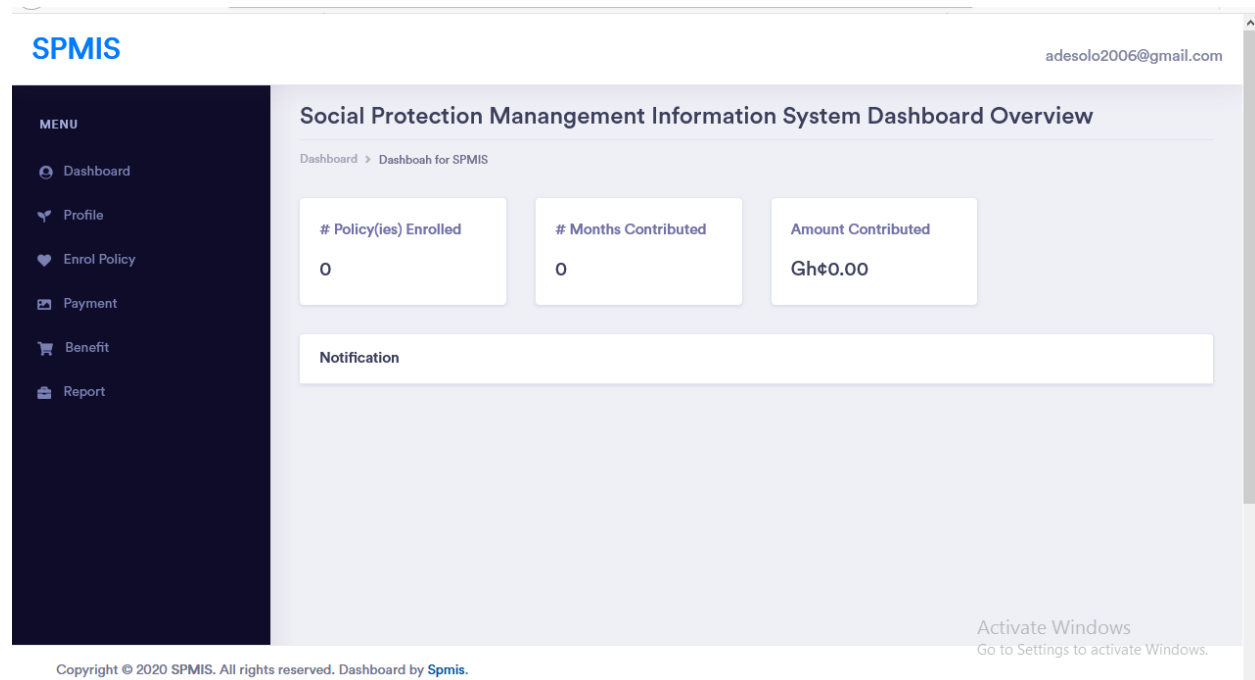 SPMIS
adesolo2006@gmail.com
MENU
Dashboard
Profile
Enrol Policy
Payment
Benefit
Report
Social Protection Manangement Information System Dashboard Overview
Dashboard > Dashboah for SPMIS
# Policy(ies) Enrolled
0
# Months Contributed
0
Amount Contributed
Gh¢0.00
Notification
Activate Windows
Go to Settings to activate Windows.
Copyright © 2020 SPMIS. All rights reserved. Dashboard by Spmis.